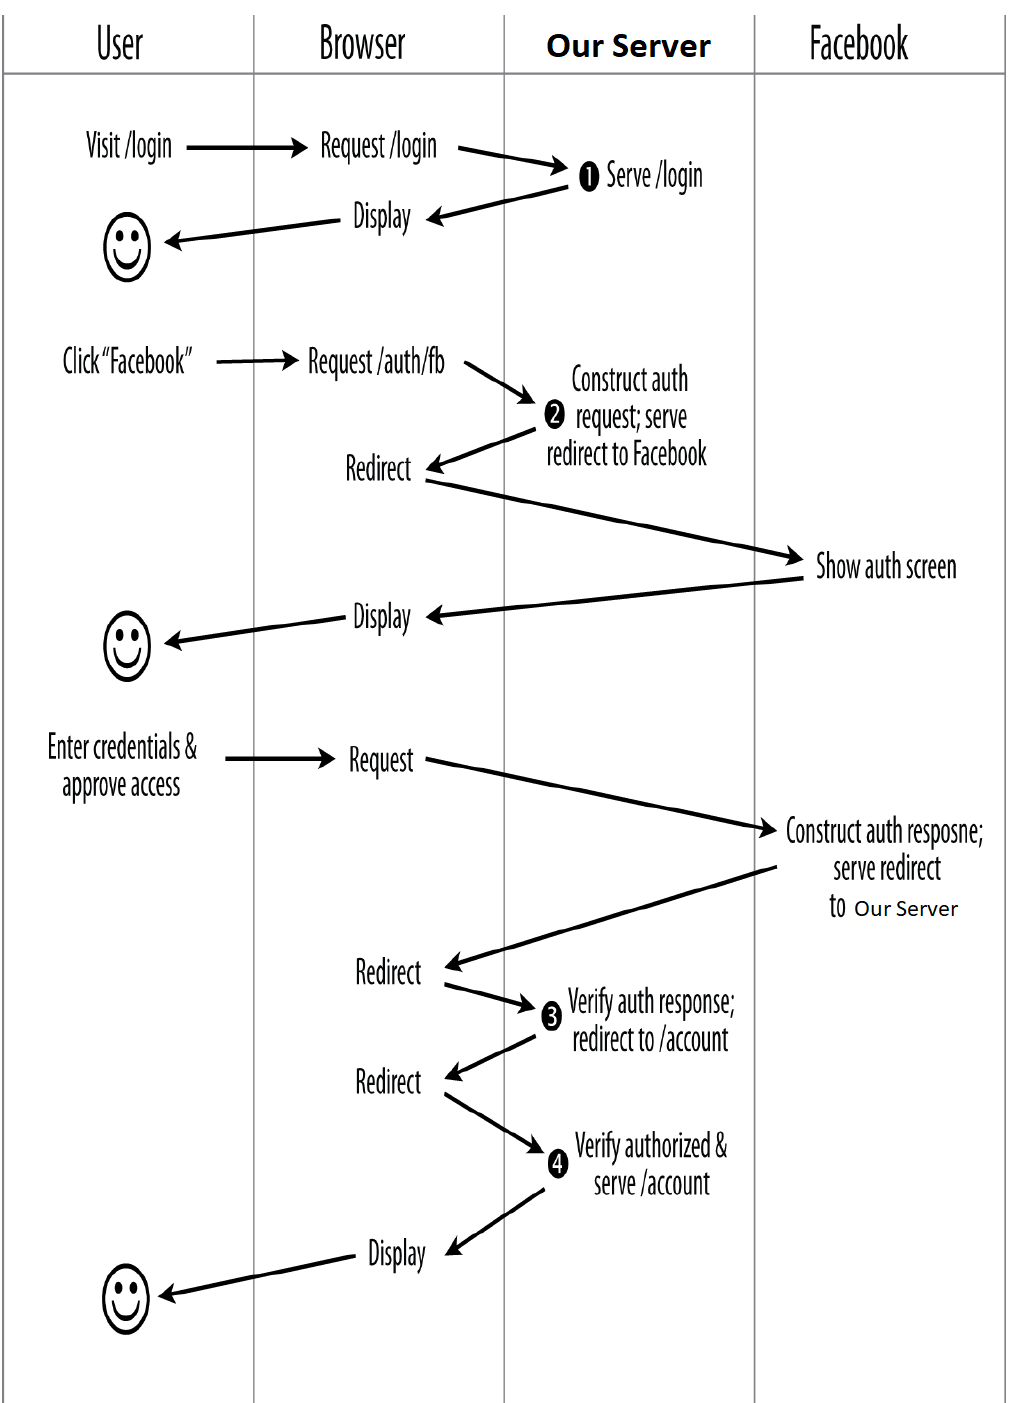 User Browser Our Server Facebook
Visit /login Request /login
1 Serve /login
Display
Click “Facebook” Request /auth/fb
2 Construct auth
request; serve
redirect to Facebook
Redirect
Show auth screen
Display
Enter credentials &
approve access
Request
Construct auth resposne;
serve redirect
to Our Server
Redirect
3 Verify auth response;
redirect to /account
Redirect
4 Verify authorized &
serve /account
Display